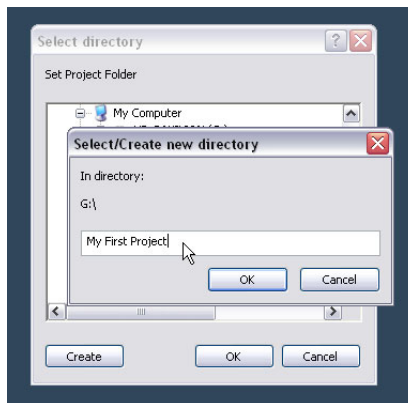 Select directory
Set Project Folder
My Computer
Select/Create new directory
In directory:
G:\
My First Project
OK
Cancel
Create
OK
Cancel